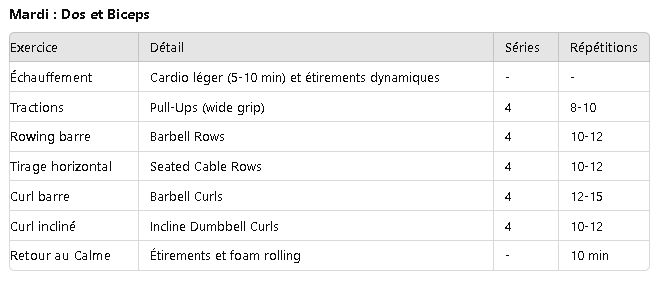 Mardi : Dos et Biceps
Exercice Détail Séries Répétitions
Échauffement Cardio léger (5-10 min) et étirements dynamiques - -
Tractions Pull-Ups (wide grip) 4 8-10
Rowing barre Barbell Rows 4 10-12
Tirage horizontal Seated Cable Rows 4 10-12
Curl barre Barbell Curls 4 12-15
Curl incliné Incline Dumbbell Curls 4 10-12
Retour au Calme Étirements et foam rolling - 10 min